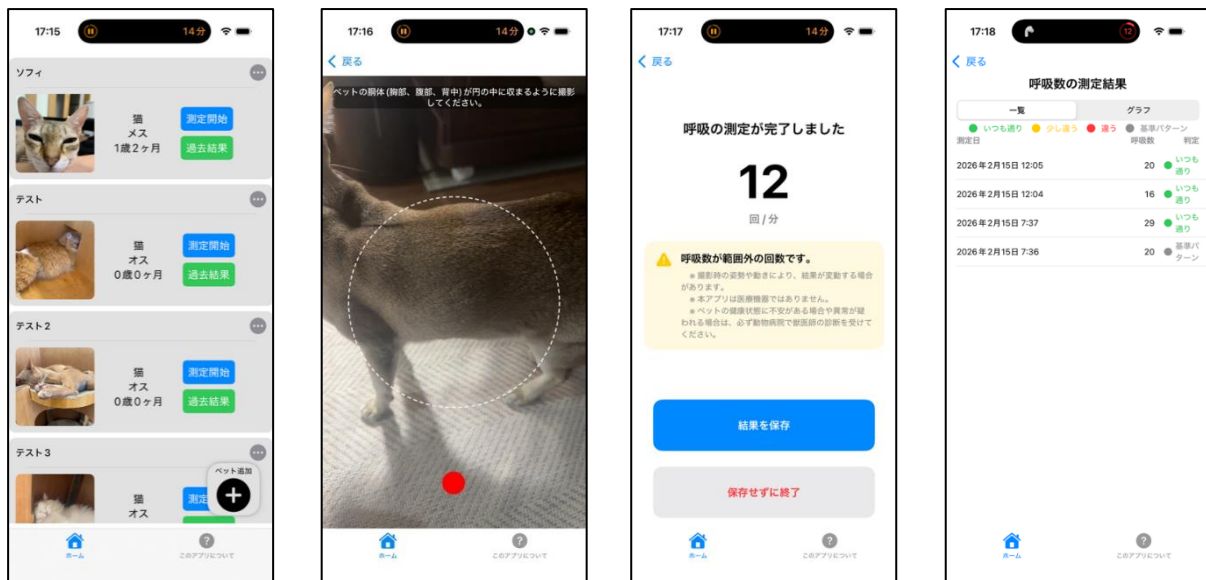 17:15
14分
ソフィ
猫
メス
1歳2ヶ月
測定開始
過去結果
テスト
猫
オス
0歳0ヶ月
測定開始
過去結果
テスト2
猫
オス
0歳0ヶ月
測定開始
過去結果
テスト3
猫
オス
測定
ペット追加
ホーム
このアプリについて
17:16
14分
戻る
ペットの胴体(胸部、腹部、背中)が円の中に収まるように撮影
してください。
ホーム
このアプリについて
17:17
14分
戻る
呼吸の測定が完了しました
12
回/分
呼吸数が範囲外の回数です。
※ 撮影時の姿勢や動きにより、結果が変動する場合
があります。
※ 本アプリは医療機器ではありません。
※ ペットの健康状態に不安がある場合や異常が疑
われる場合は、必ず動物病院で獣医師の診断を受けて
ください。
結果を保存
保存せずに終了
ホーム
このアプリについて
17:18
12
戻る
呼吸数の測定結果
一覧
グラフ
いつも通り 少し違う 違う 基準パターン
測定日 呼吸数 判定
2026年2月15日 12:05 20 いつも
通り
2026年2月15日 12:04 16 いつも
通り
2026年2月15日 7:37 29 いつも
通り
2026年2月15日 7:36 20 基準パ
ターン
ホーム
このアプリについて